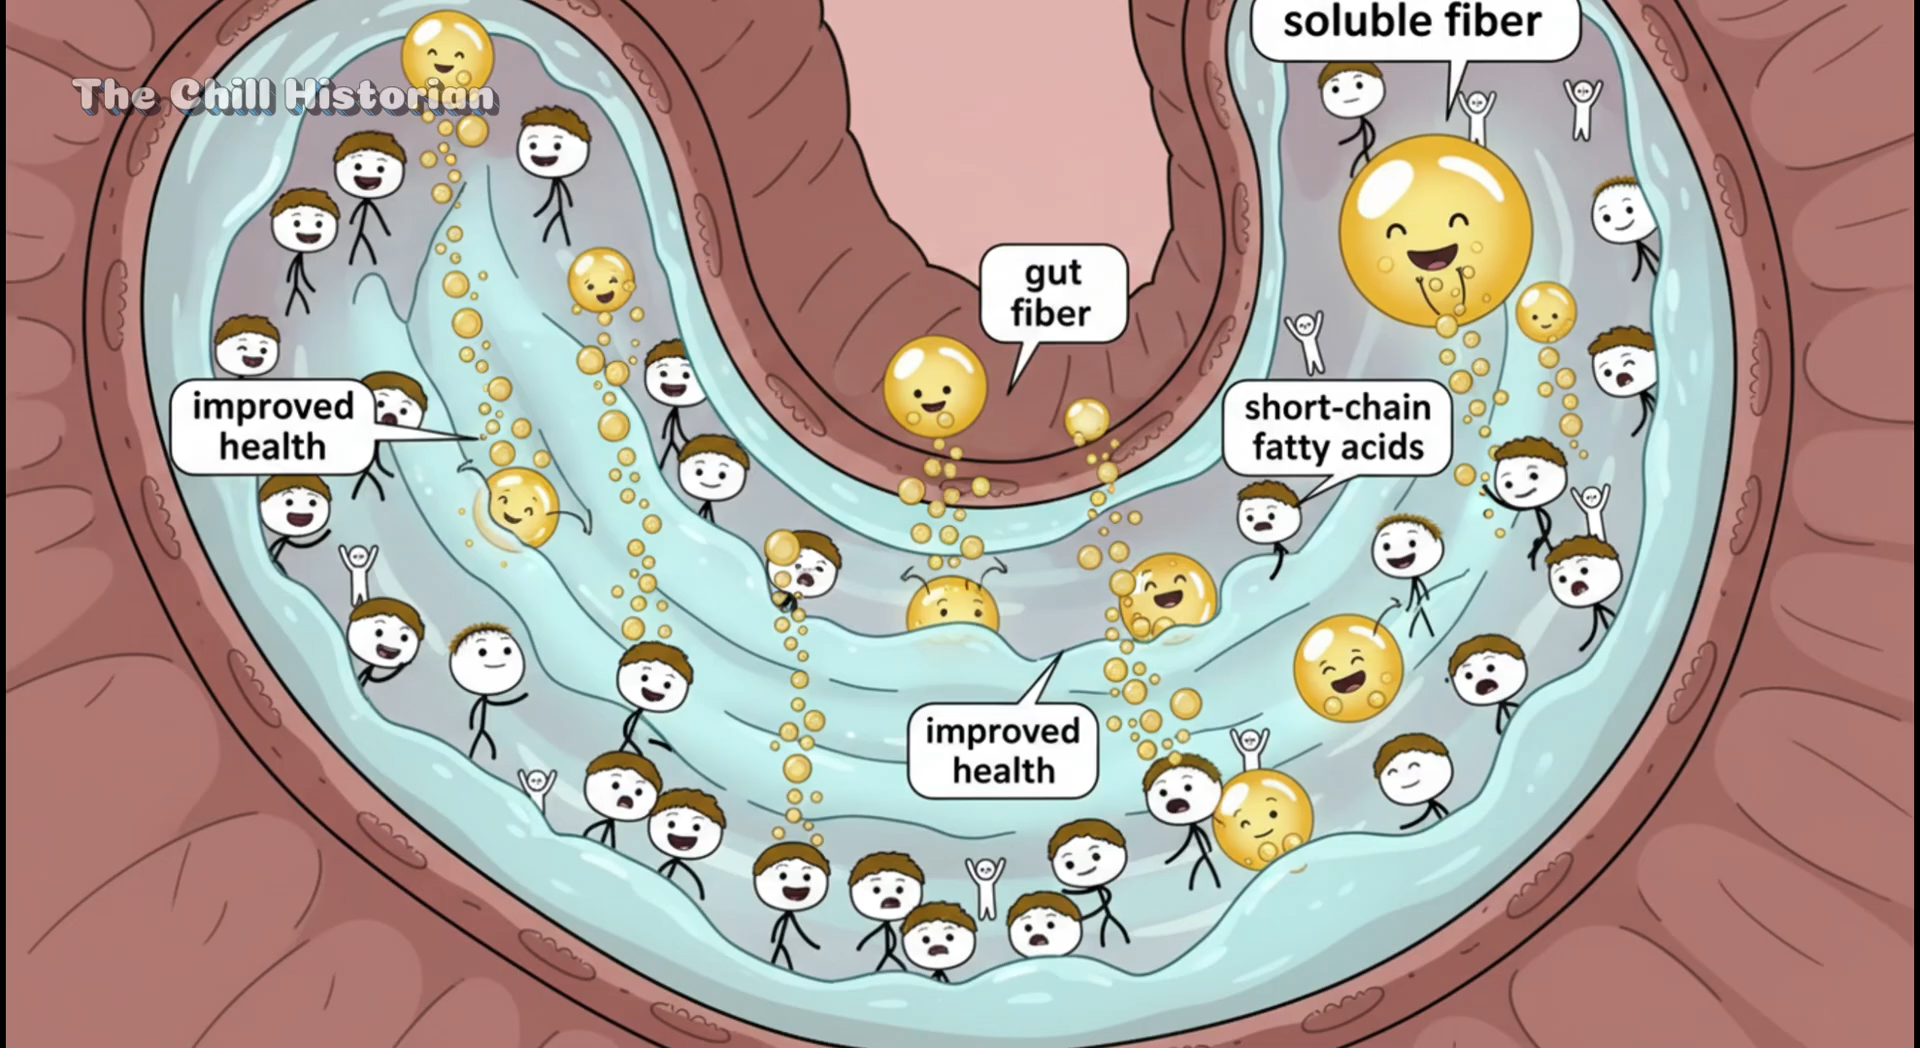 soluble fiber
The Chill Historian
gut
fiber
improved
health
short-chain
fatty acids
improved
health